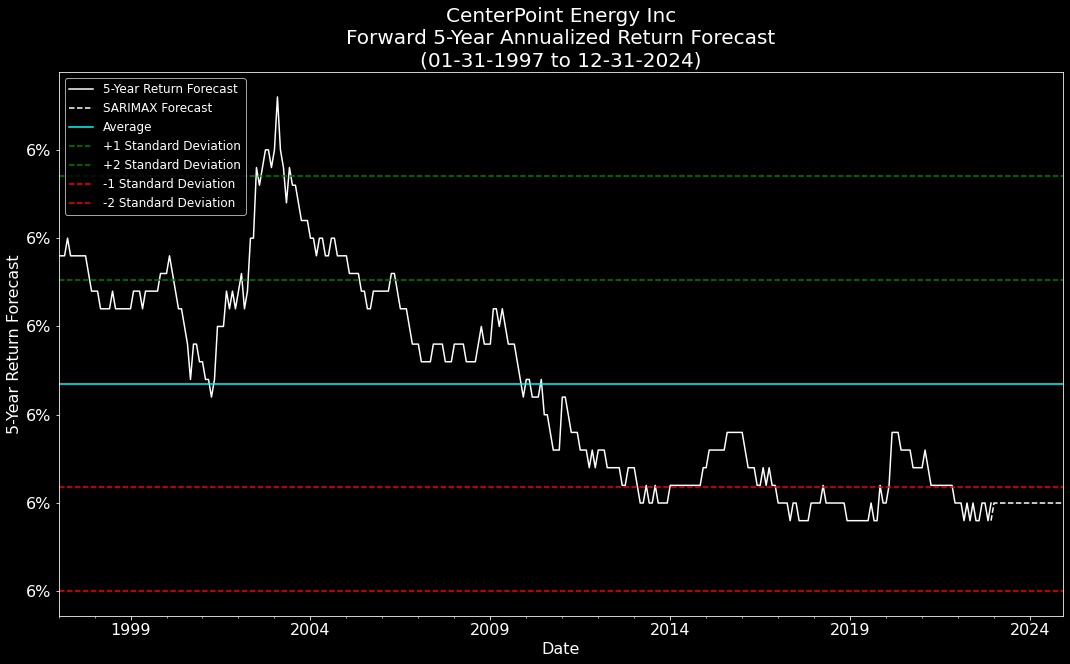 CenterPoint Energy Inc
Forward 5-Year Annualized Return Forecast
(01-31-1997 to 12-31-2024)
5-Year Return Forecast
SARIMAX Forecast
Average
+1 Standard Deviation
+2 Standard Deviation
-1 Standard Deviation
-2 Standard Deviation
5-Year Return Forecast
6%
6%
6%
6%
6%
6%
1999
2004
2009
2014
2019
2024
Date